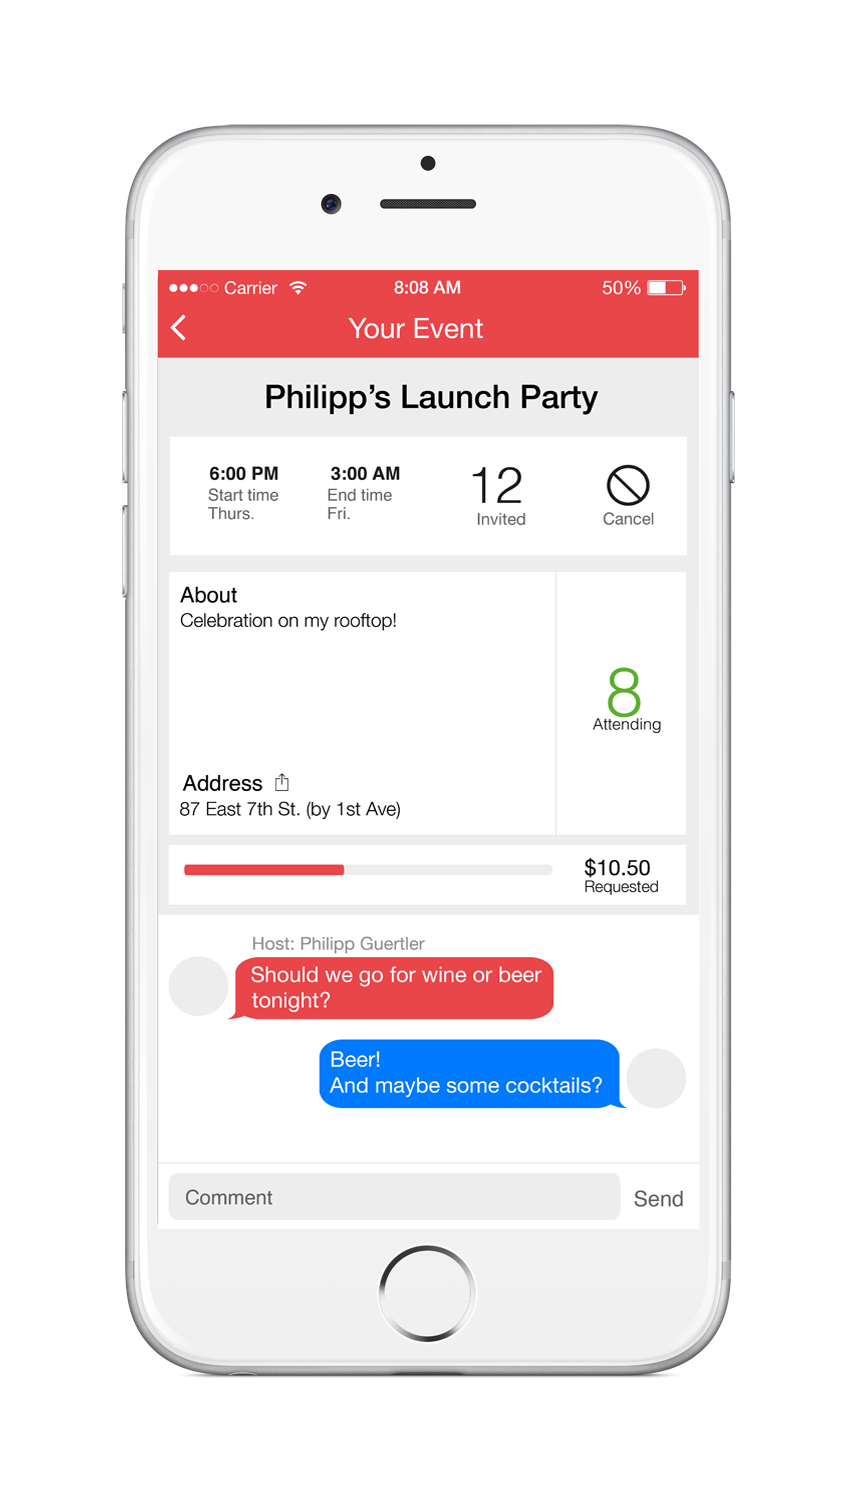 Carrier 8:08 AM 50%
Your Event
Philipp's Launch Party
6:00 PM 3:00 AM 12
Start time End time Invited Cancel
Thurs. Fri.
About
Celebration on my rooftop!
8
Attending
Address
87 East 7th St. (by 1st Ave)
$10.50
Requested
Host: Philipp Guertler
Should we go for wine or beer
tonight?
Beer!
And maybe some cocktails?
Comment Send